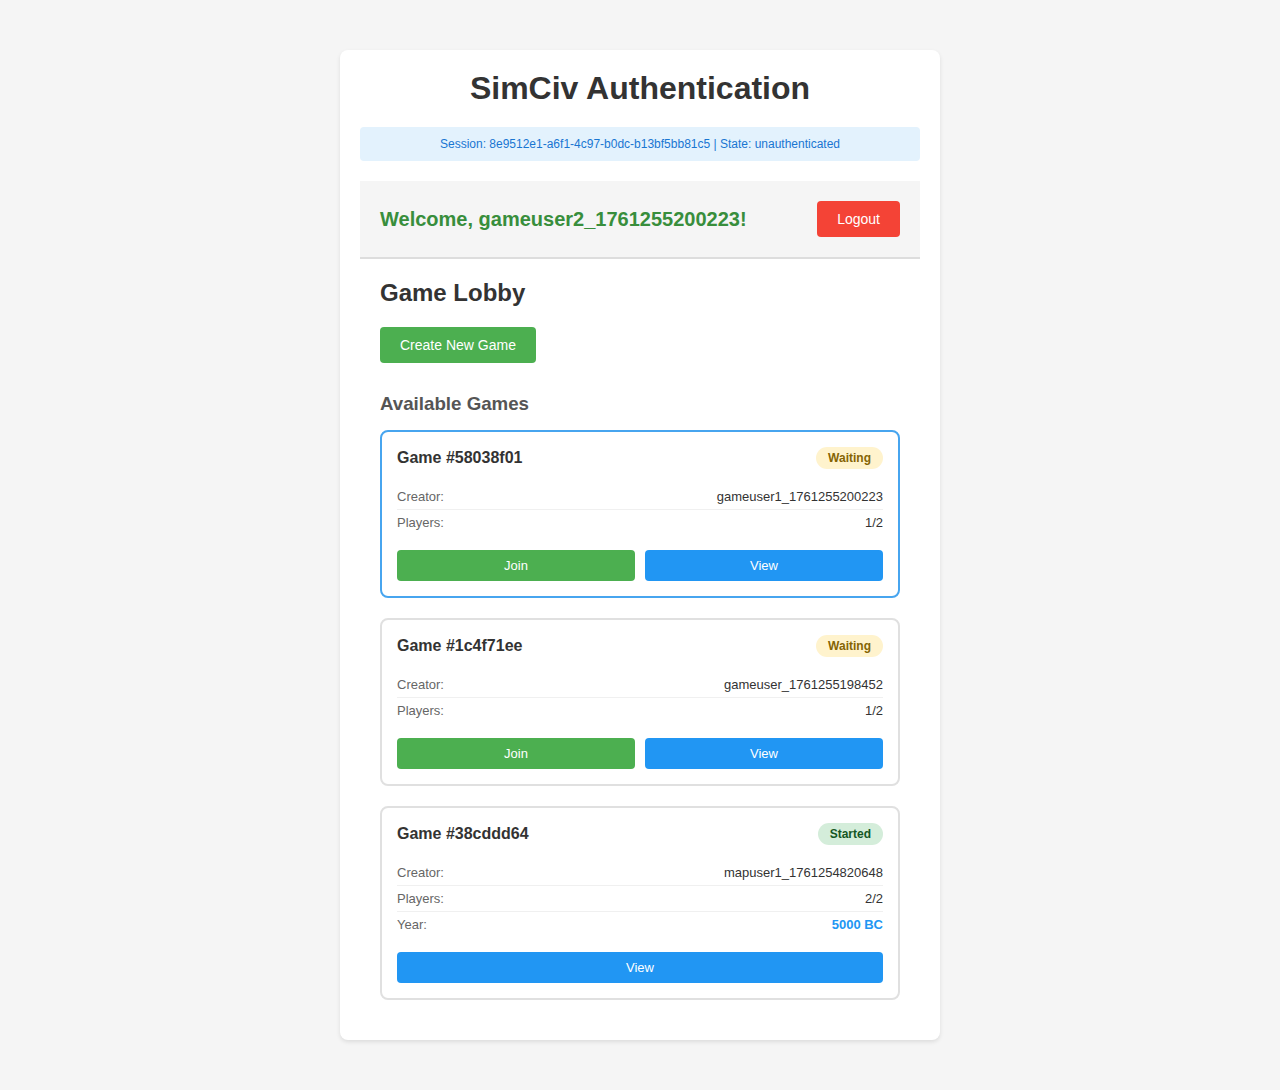 SimCiv Authentication
Session: 8e9512e1-a6f1-4c97-b0dc-b13bf5bb81c5 | State: unauthenticated
Welcome, gameuser2_1761255200223!
Logout
Game Lobby
Create New Game
Available Games
Game #58038f01
Waiting
Creator: gameuser1_1761255200223
Players: 1/2
Join View
Game #1c4f71ee
Waiting
Creator: gameuser_1761255198452
Players: 1/2
Join View
Game #38cddd64
Started
Creator: mapuser1_1761254820648
Players: 2/2
Year: 5000 BC
View